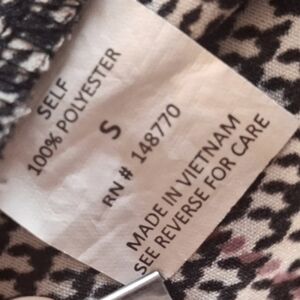 SELF
100% POLYESTER
S
RN # 148770
MADE IN VIETNAM
SEE REVERSE FOR CARE